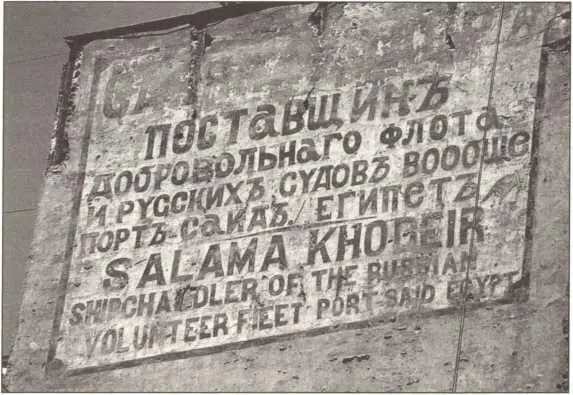 ПОСТАВЩИКЪ
ДОБРОВОЛЬНАГО ФЛОТА
И РУССКИХЪ СУДОВЪ ВОООЩЕ
ПОРТЪ-САИДЪ. ЕГИПЕТЪ
SALAMA KHOBEIR
SHIPCHANDLER OF THE RUSSIAN
VOLUNTEER FLEET PORT-SAID EGYPT